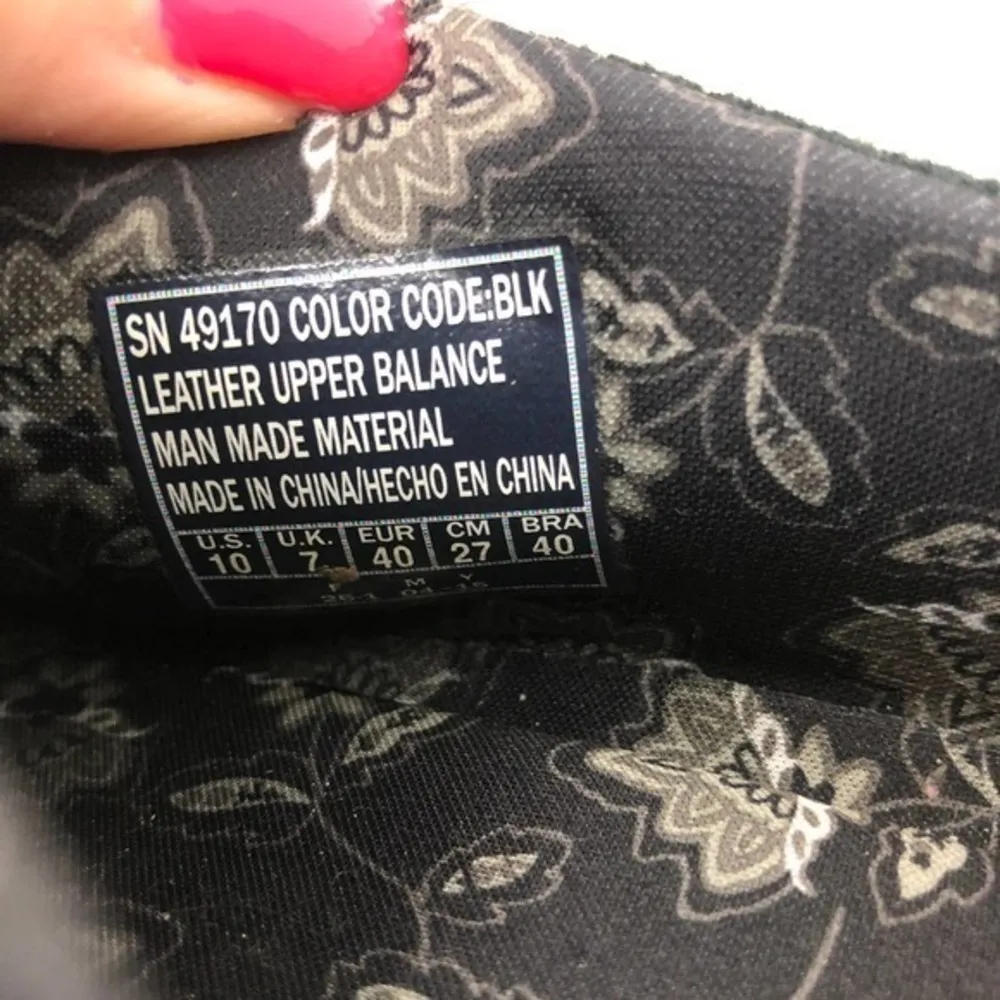 SN 49170 COLOR CODE:BLK
LEATHER UPPER BALANCE
MAN MADE MATERIAL
MADE IN CHINA/HECHO EN CHINA
U.S. U.K. EUR CM BRA
10 7 40 27 40
F M Y